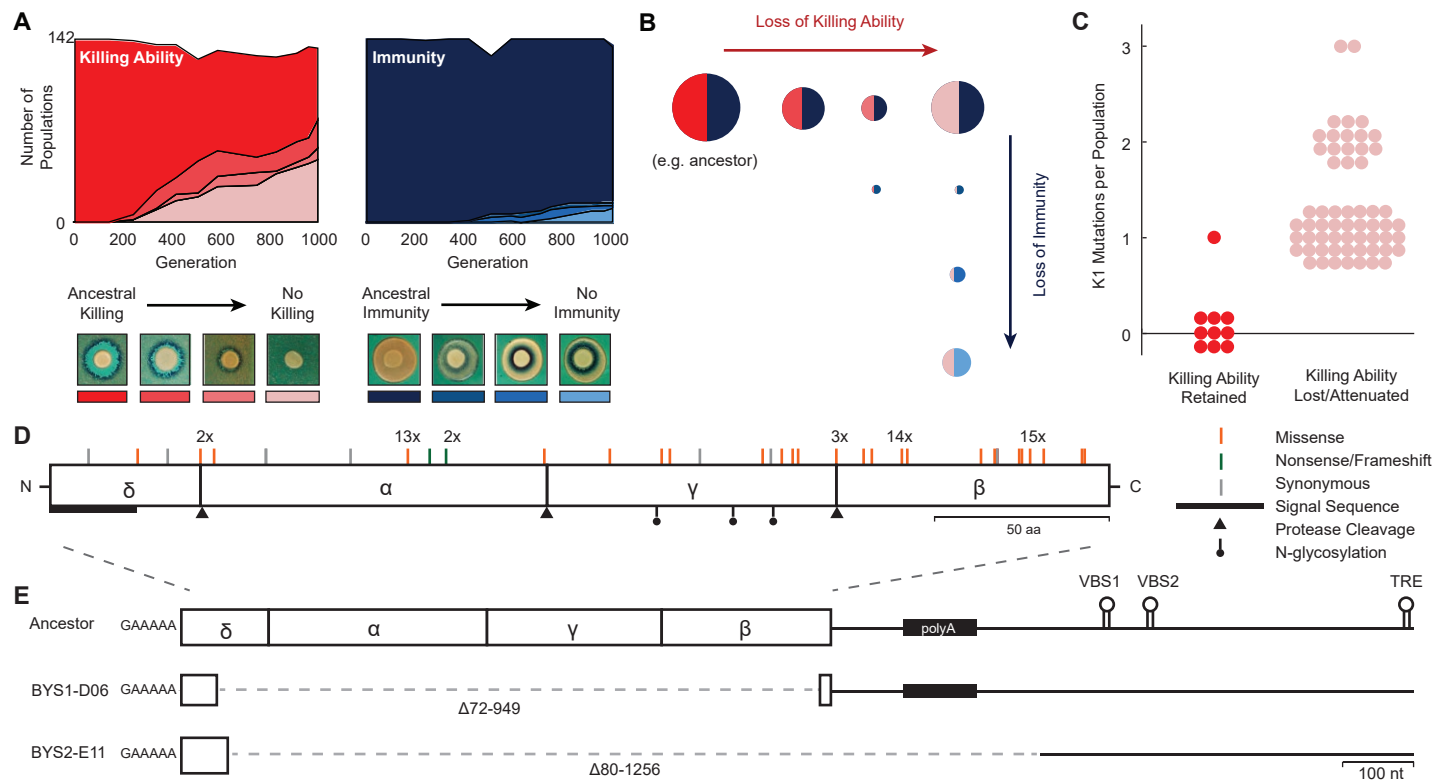 A
142
Killing Ability
Number of
Populations
0
0 200 400 600 800 1000
Generation
Immunity
0 200 400 600 800 1000
Generation
Ancestral
Killing
No
Killing
Ancestral
Immunity
No
Immunity
B
Loss of Killing Ability
(e.g. ancestor)
Loss of Immunity
C
K1 Mutations per Population
3
2
1
0
Killing Ability
Retained
Killing Ability
Lost/Attenuated
D
2x 13x 2x 3x 14x 15x
N δ α γ β C
50 aa
Missense
Nonsense/Frameshift
Synonymous
Signal Sequence
Protease Cleavage
N-glycosylation
E
VBS1 VBS2 TRE
Ancestor GAAAAA δ α γ β polyA
BYS1-D06 GAAAAA
Δ72-949
BYS2-E11 GAAAAA
Δ80-1256
100 nt